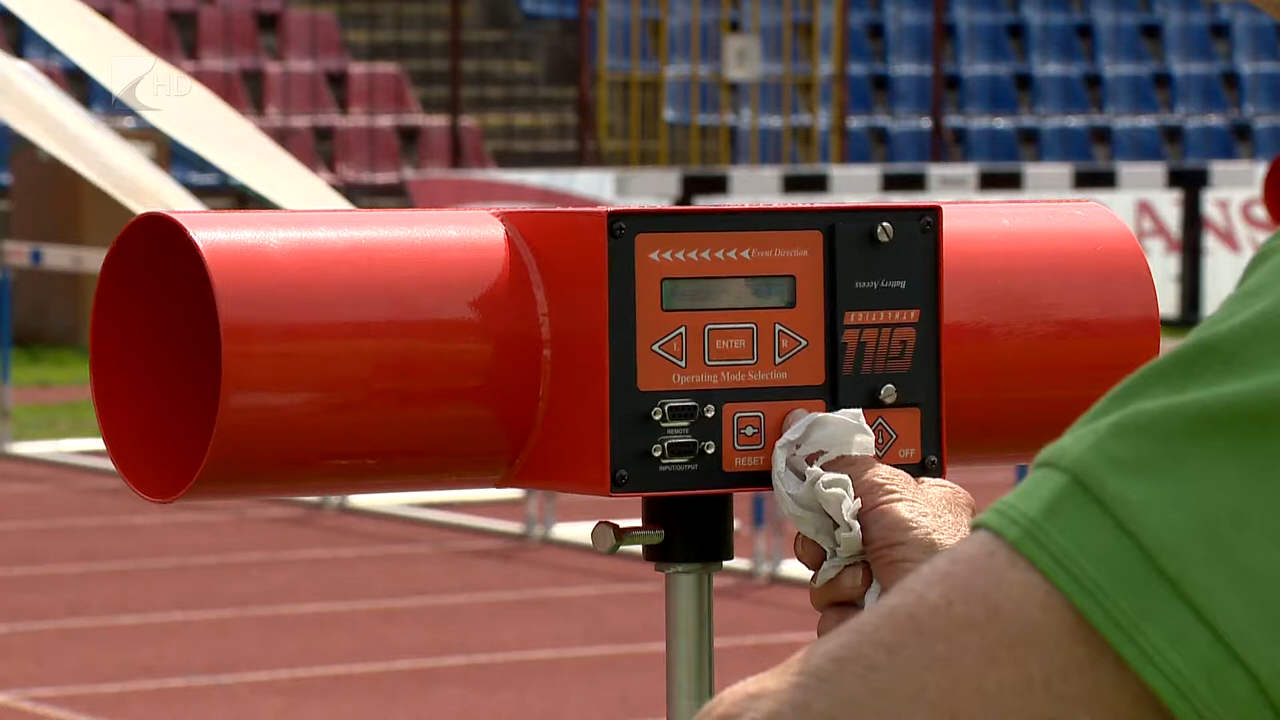 HD
Event Direction
Battery Access
GILL
ATHLETICS
L
ENTER
R
Operating Mode Selection
REMOTE
INPUT/OUTPUT
RESET
OFF
ANS